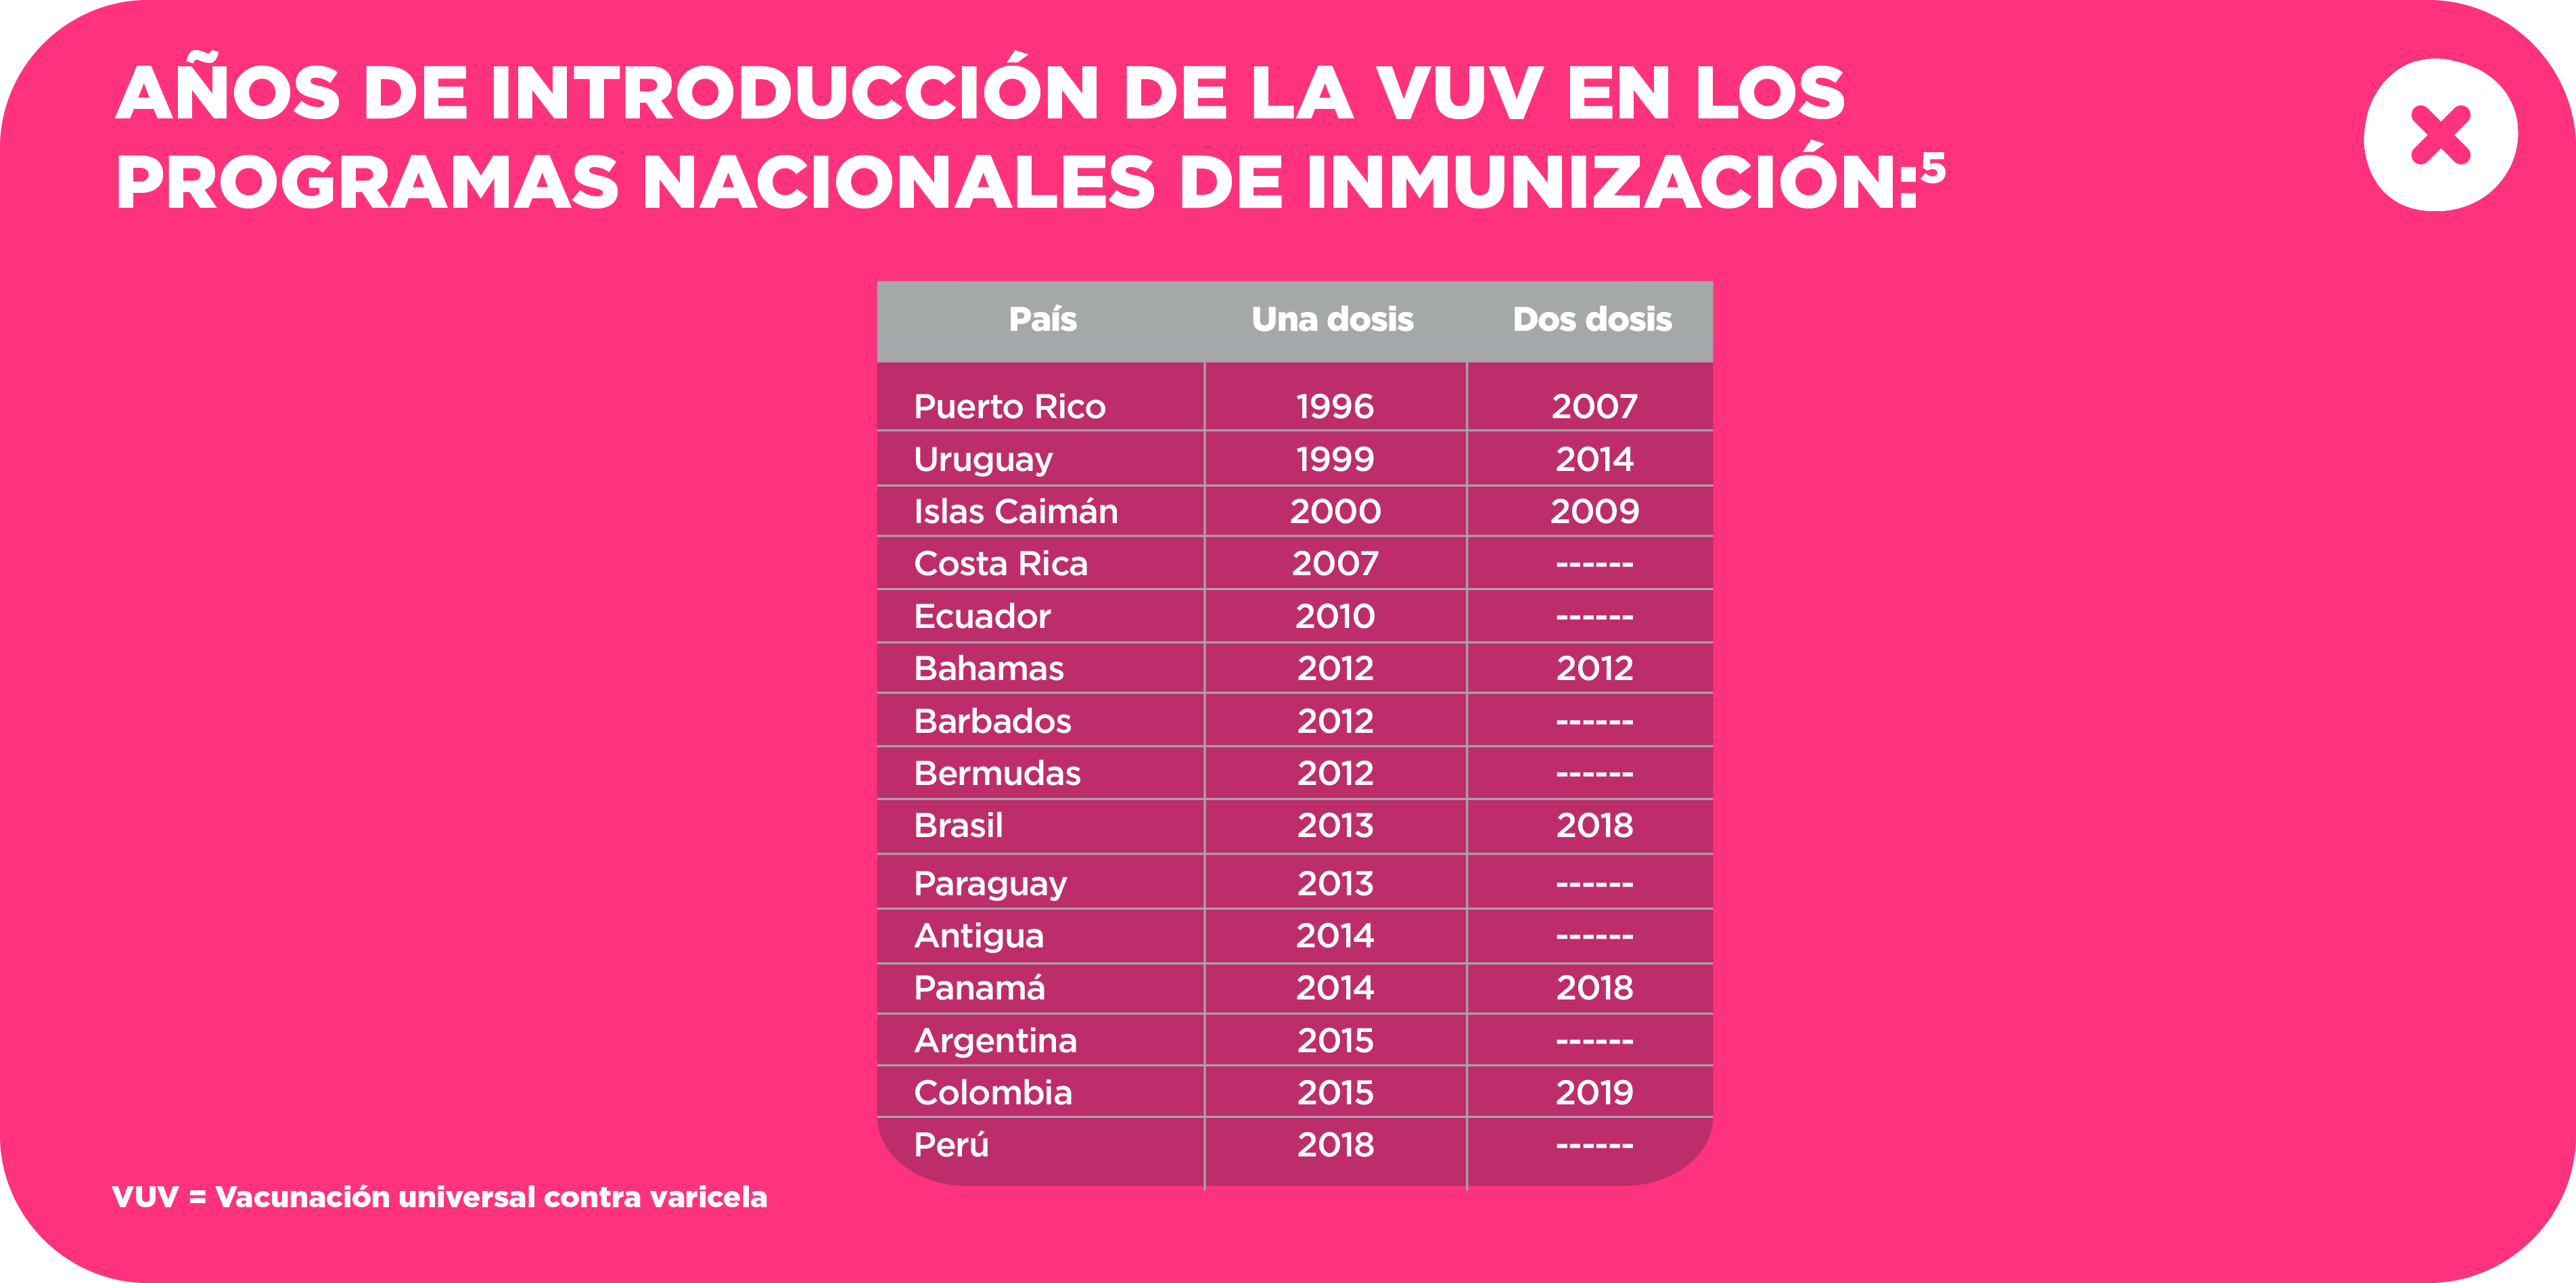 AÑOS DE INTRODUCCIÓN DE LA VUV EN LOS
PROGRAMAS NACIONALES DE INMUNIZACIÓN:⁵
País Una dosis Dos dosis
Puerto Rico 1996 2007
Uruguay 1999 2014
Islas Caimán 2000 2009
Costa Rica 2007 ------
Ecuador 2010 ------
Bahamas 2012 2012
Barbados 2012 ------
Bermudas 2012 ------
Brasil 2013 2018
Paraguay 2013 ------
Antigua 2014 ------
Panamá 2014 2018
Argentina 2015 ------
Colombia 2015 2019
Perú 2018 ------
VUV = Vacunación universal contra varicela